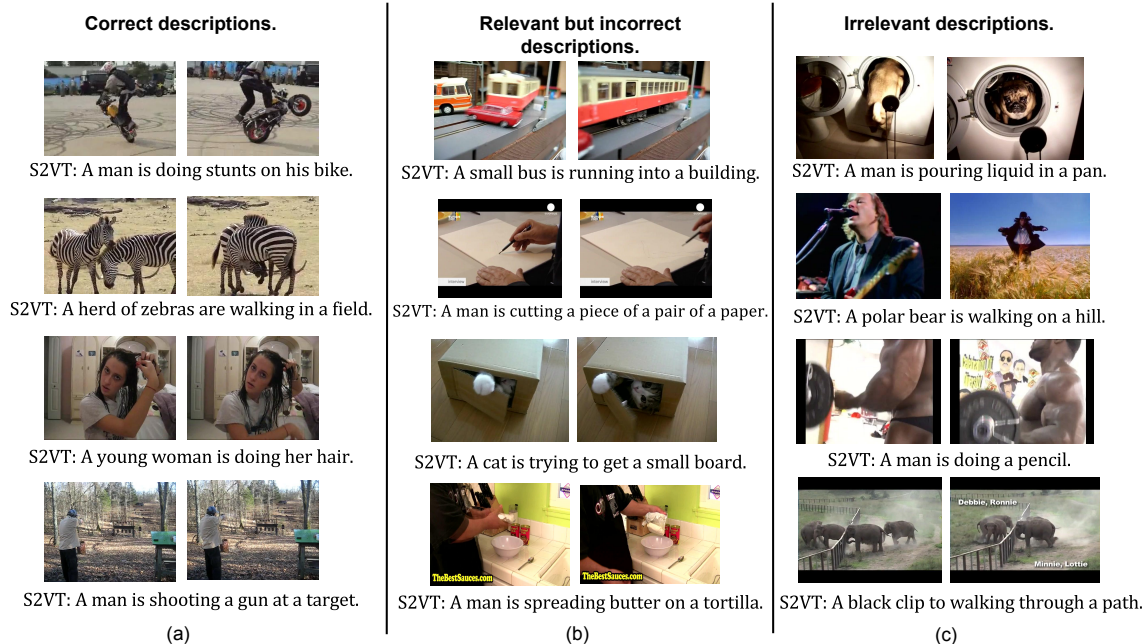 Correct descriptions.
S2VT: A man is doing stunts on his bike.
S2VT: A herd of zebras are walking in a field.
S2VT: A young woman is doing her hair.
S2VT: A man is shooting a gun at a target.
(a)
Relevant but incorrect
descriptions.
S2VT: A small bus is running into a building.
S2VT: A man is cutting a piece of a pair of a paper.
S2VT: A cat is trying to get a small board.
TheBestSauces.com
TheBestSauces.com
S2VT: A man is spreading butter on a tortilla.
(b)
Irrelevant descriptions.
S2VT: A man is pouring liquid in a pan.
S2VT: A polar bear is walking on a hill.
S2VT: A man is doing a pencil.
Debbie, Ronnie
Minnie, Lottie
S2VT: A black clip to walking through a path.
(c)